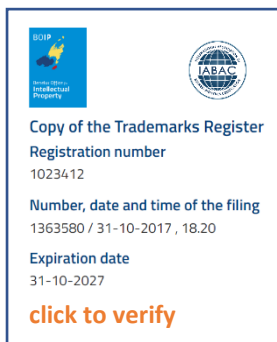 BOIP
Benelux Office for
Intellectual
Property
IABAC
Copy of the Trademarks Register
Registration number
1023412
Number, date and time of the filing
1363580 / 31-10-2017 , 18.20
Expiration date
31-10-2027
click to verify